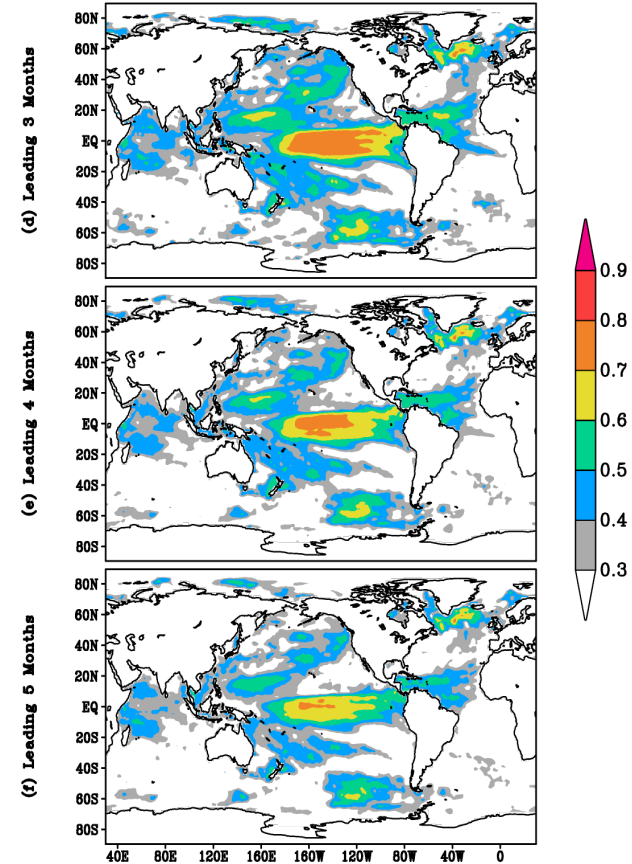 (d) Leading 3 Months
80N
60N
40N
20N
EQ
20S
40S
60S
80S
(e) Leading 4 Months
80N
60N
40N
20N
EQ
20S
40S
60S
80S
0.9
0.8
0.7
0.6
0.5
0.4
0.3
(f) Leading 5 Months
80N
60N
40N
20N
EQ
20S
40S
60S
80S
40E 80E 120E 160E 160W 120W 80W 40W 0